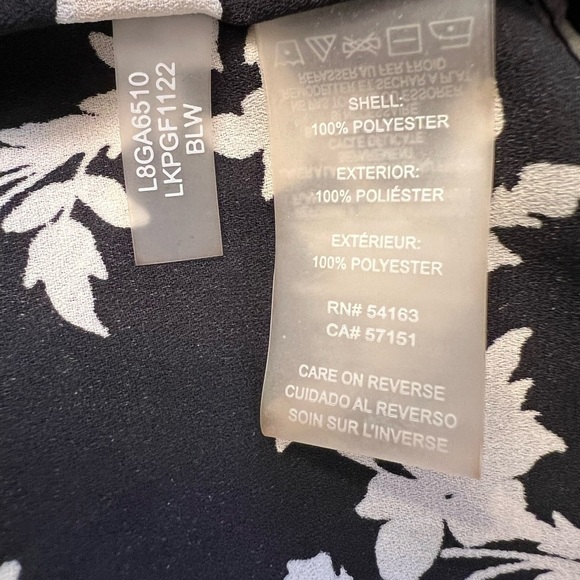 L8GA6510
LKPGF1122
BLW
SHELL:
100% POLYESTER
EXTERIOR:
100% POLIÉSTER
EXTÉRIEUR:
100% POLYESTER
RN# 54163
CA# 57151
CARE ON REVERSE
CUIDADO AL REVERSO
SOIN SUR L'INVERSE